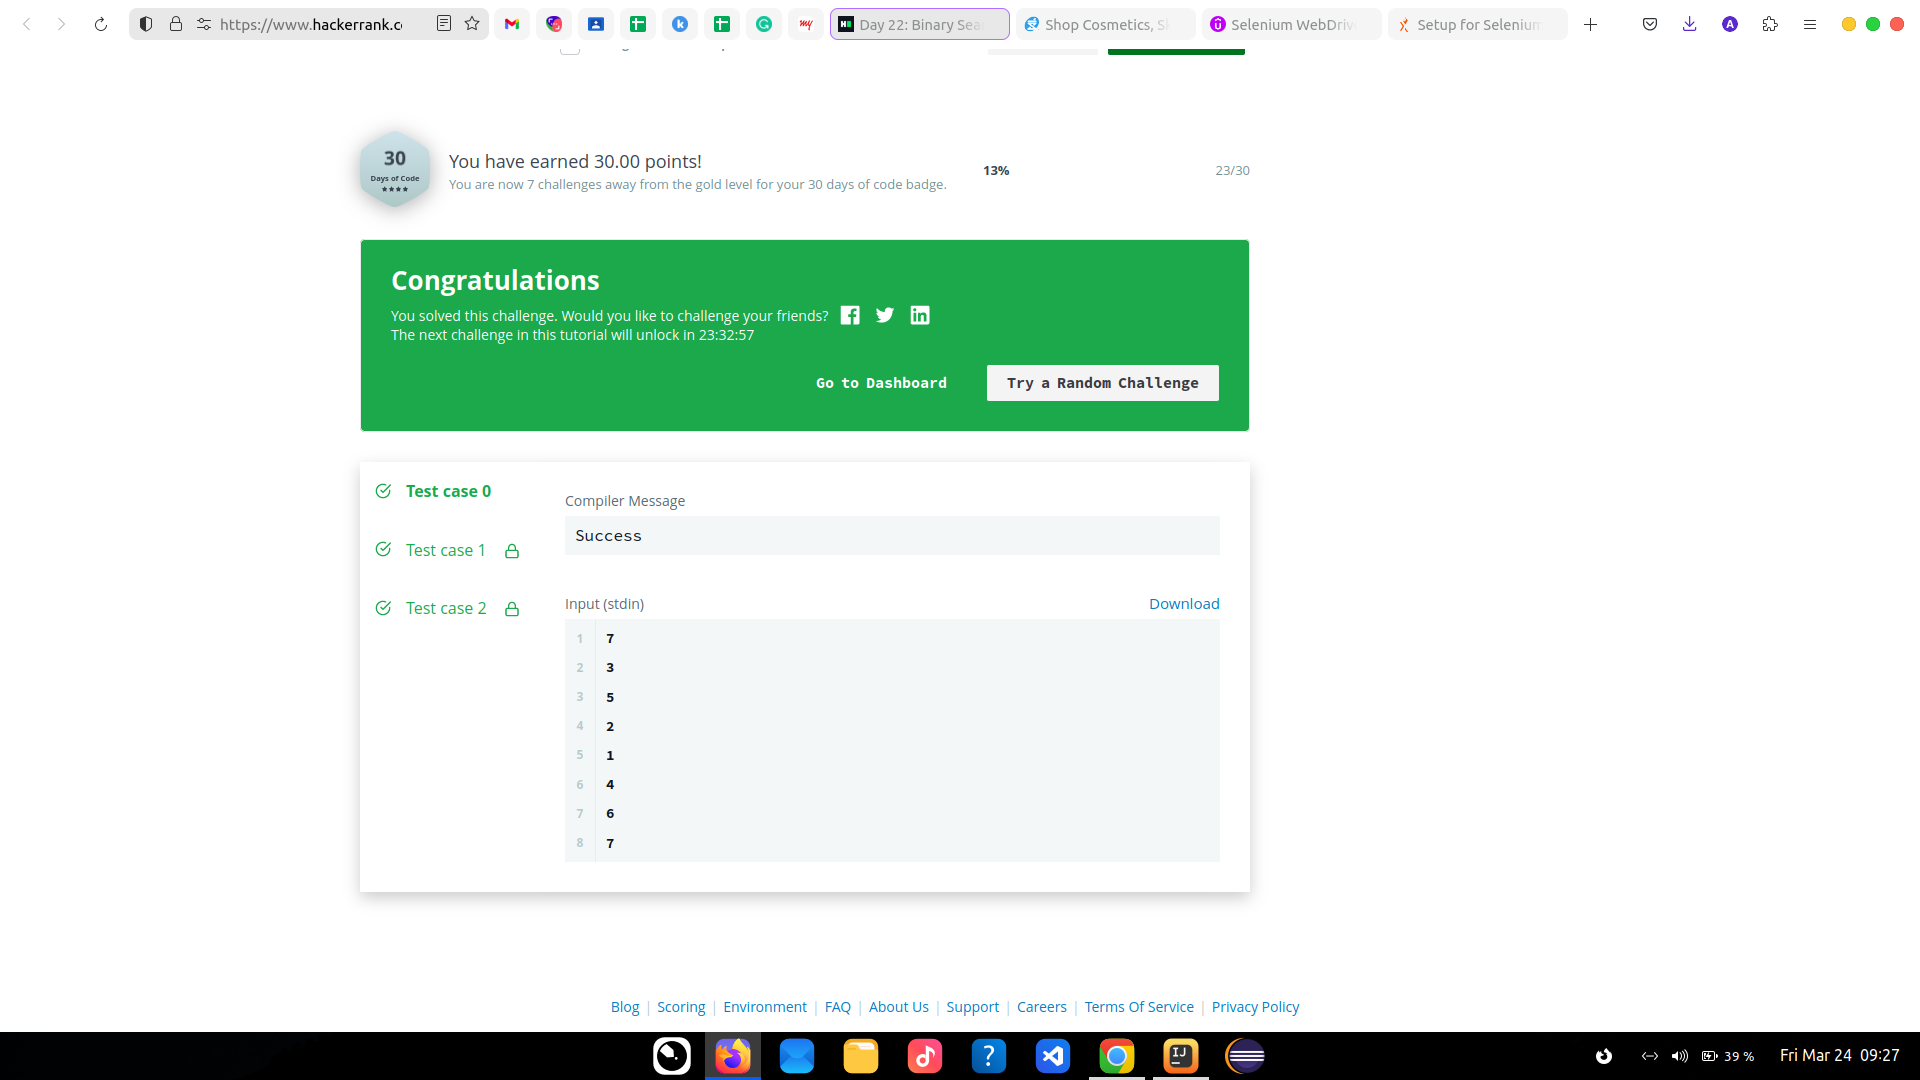 https://www.hackerrank.c
Day 22: Binary Sea
Shop Cosmetics, S
Selenium WebDriv
Setup for Selenium
A
30
Days of Code
You have earned 30.00 points!
You are now 7 challenges away from the gold level for your 30 days of code badge.
13%
23/30
Congratulations
You solved this challenge. Would you like to challenge your friends?
The next challenge in this tutorial will unlock in 23:32:57
Go to Dashboard
Try a Random Challenge
Test case 0
Test case 1
Test case 2
Compiler Message
Success
Input (stdin)
Download
1 7
2 3
3 5
4 2
5 1
6 4
7 6
8 7
Blog | Scoring | Environment | FAQ | About Us | Support | Careers | Terms Of Service | Privacy Policy
39 %
Fri Mar 24 09:27